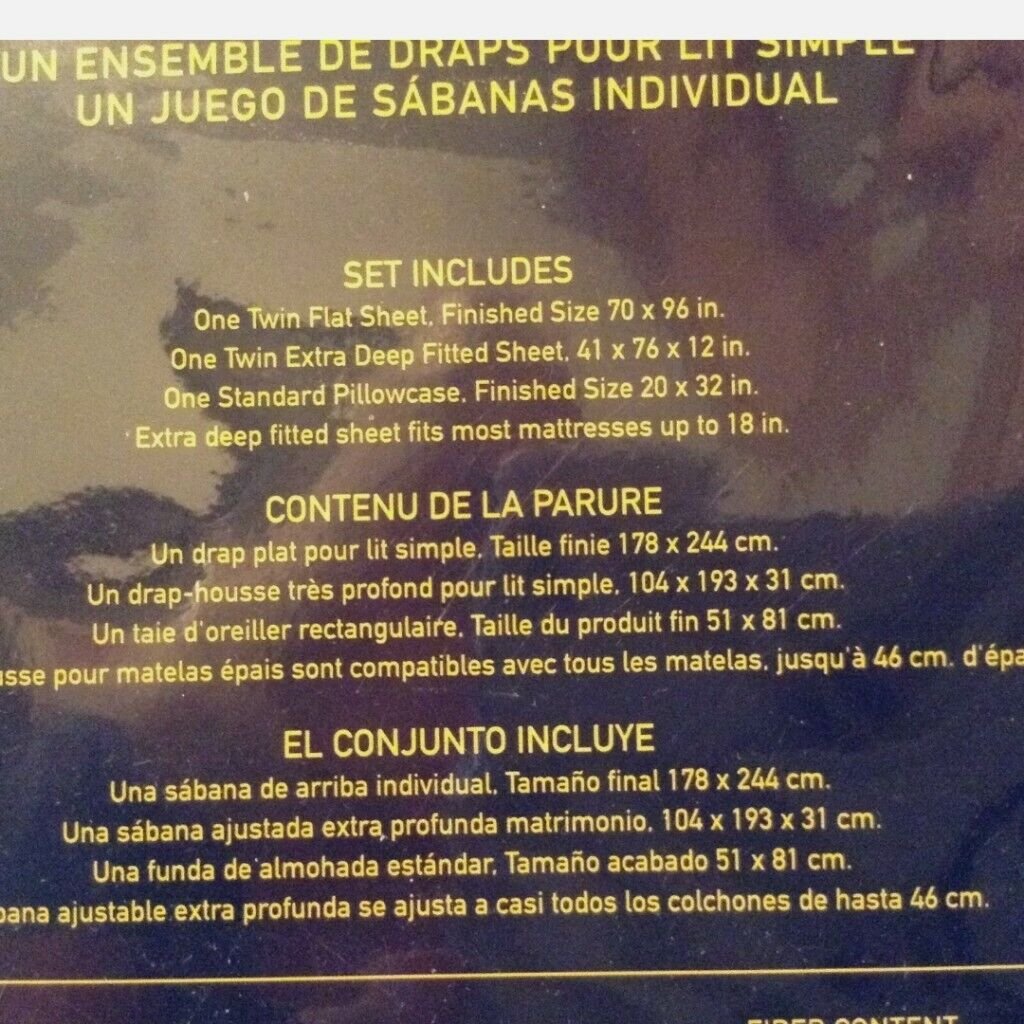 UN ENSEMBLE DE DRAPS POUR LIT SIMPLE
UN JUEGO DE SÁBANAS INDIVIDUAL
SET INCLUDES
One Twin Flat Sheet, Finished Size 70 x 96 in.
One Twin Extra Deep Fitted Sheet, 41 x 76 x 12 in.
One Standard Pillowcase, Finished Size 20 x 32 in.
Extra deep fitted sheet fits most mattresses up to 18 in.
CONTENU DE LA PARURE
Un drap plat pour lit simple, Taille finie 178 x 244 cm.
Un drap-housse très profond pour lit simple, 104 x 193 x 31 cm.
Un taie d'oreiller rectangulaire, Taille du produit fin 51 x 81 cm.
pour matelas épais sont compatibles avec tous les matelas, jusqu'à 46 cm.
EL CONJUNTO INCLUYE
Una sábana de arriba individual, Tamaño final 178 x 244 cm.
Una sábana ajustada extra profunda matrimonio, 104 x 193 x 31 cm.
Una funda de almohada estándar, Tamaño acabado 51 x 81 cm.
ajustable extra profunda se ajusta a casi todos los colchones de hasta 46 cm.
FIBER CONTENT